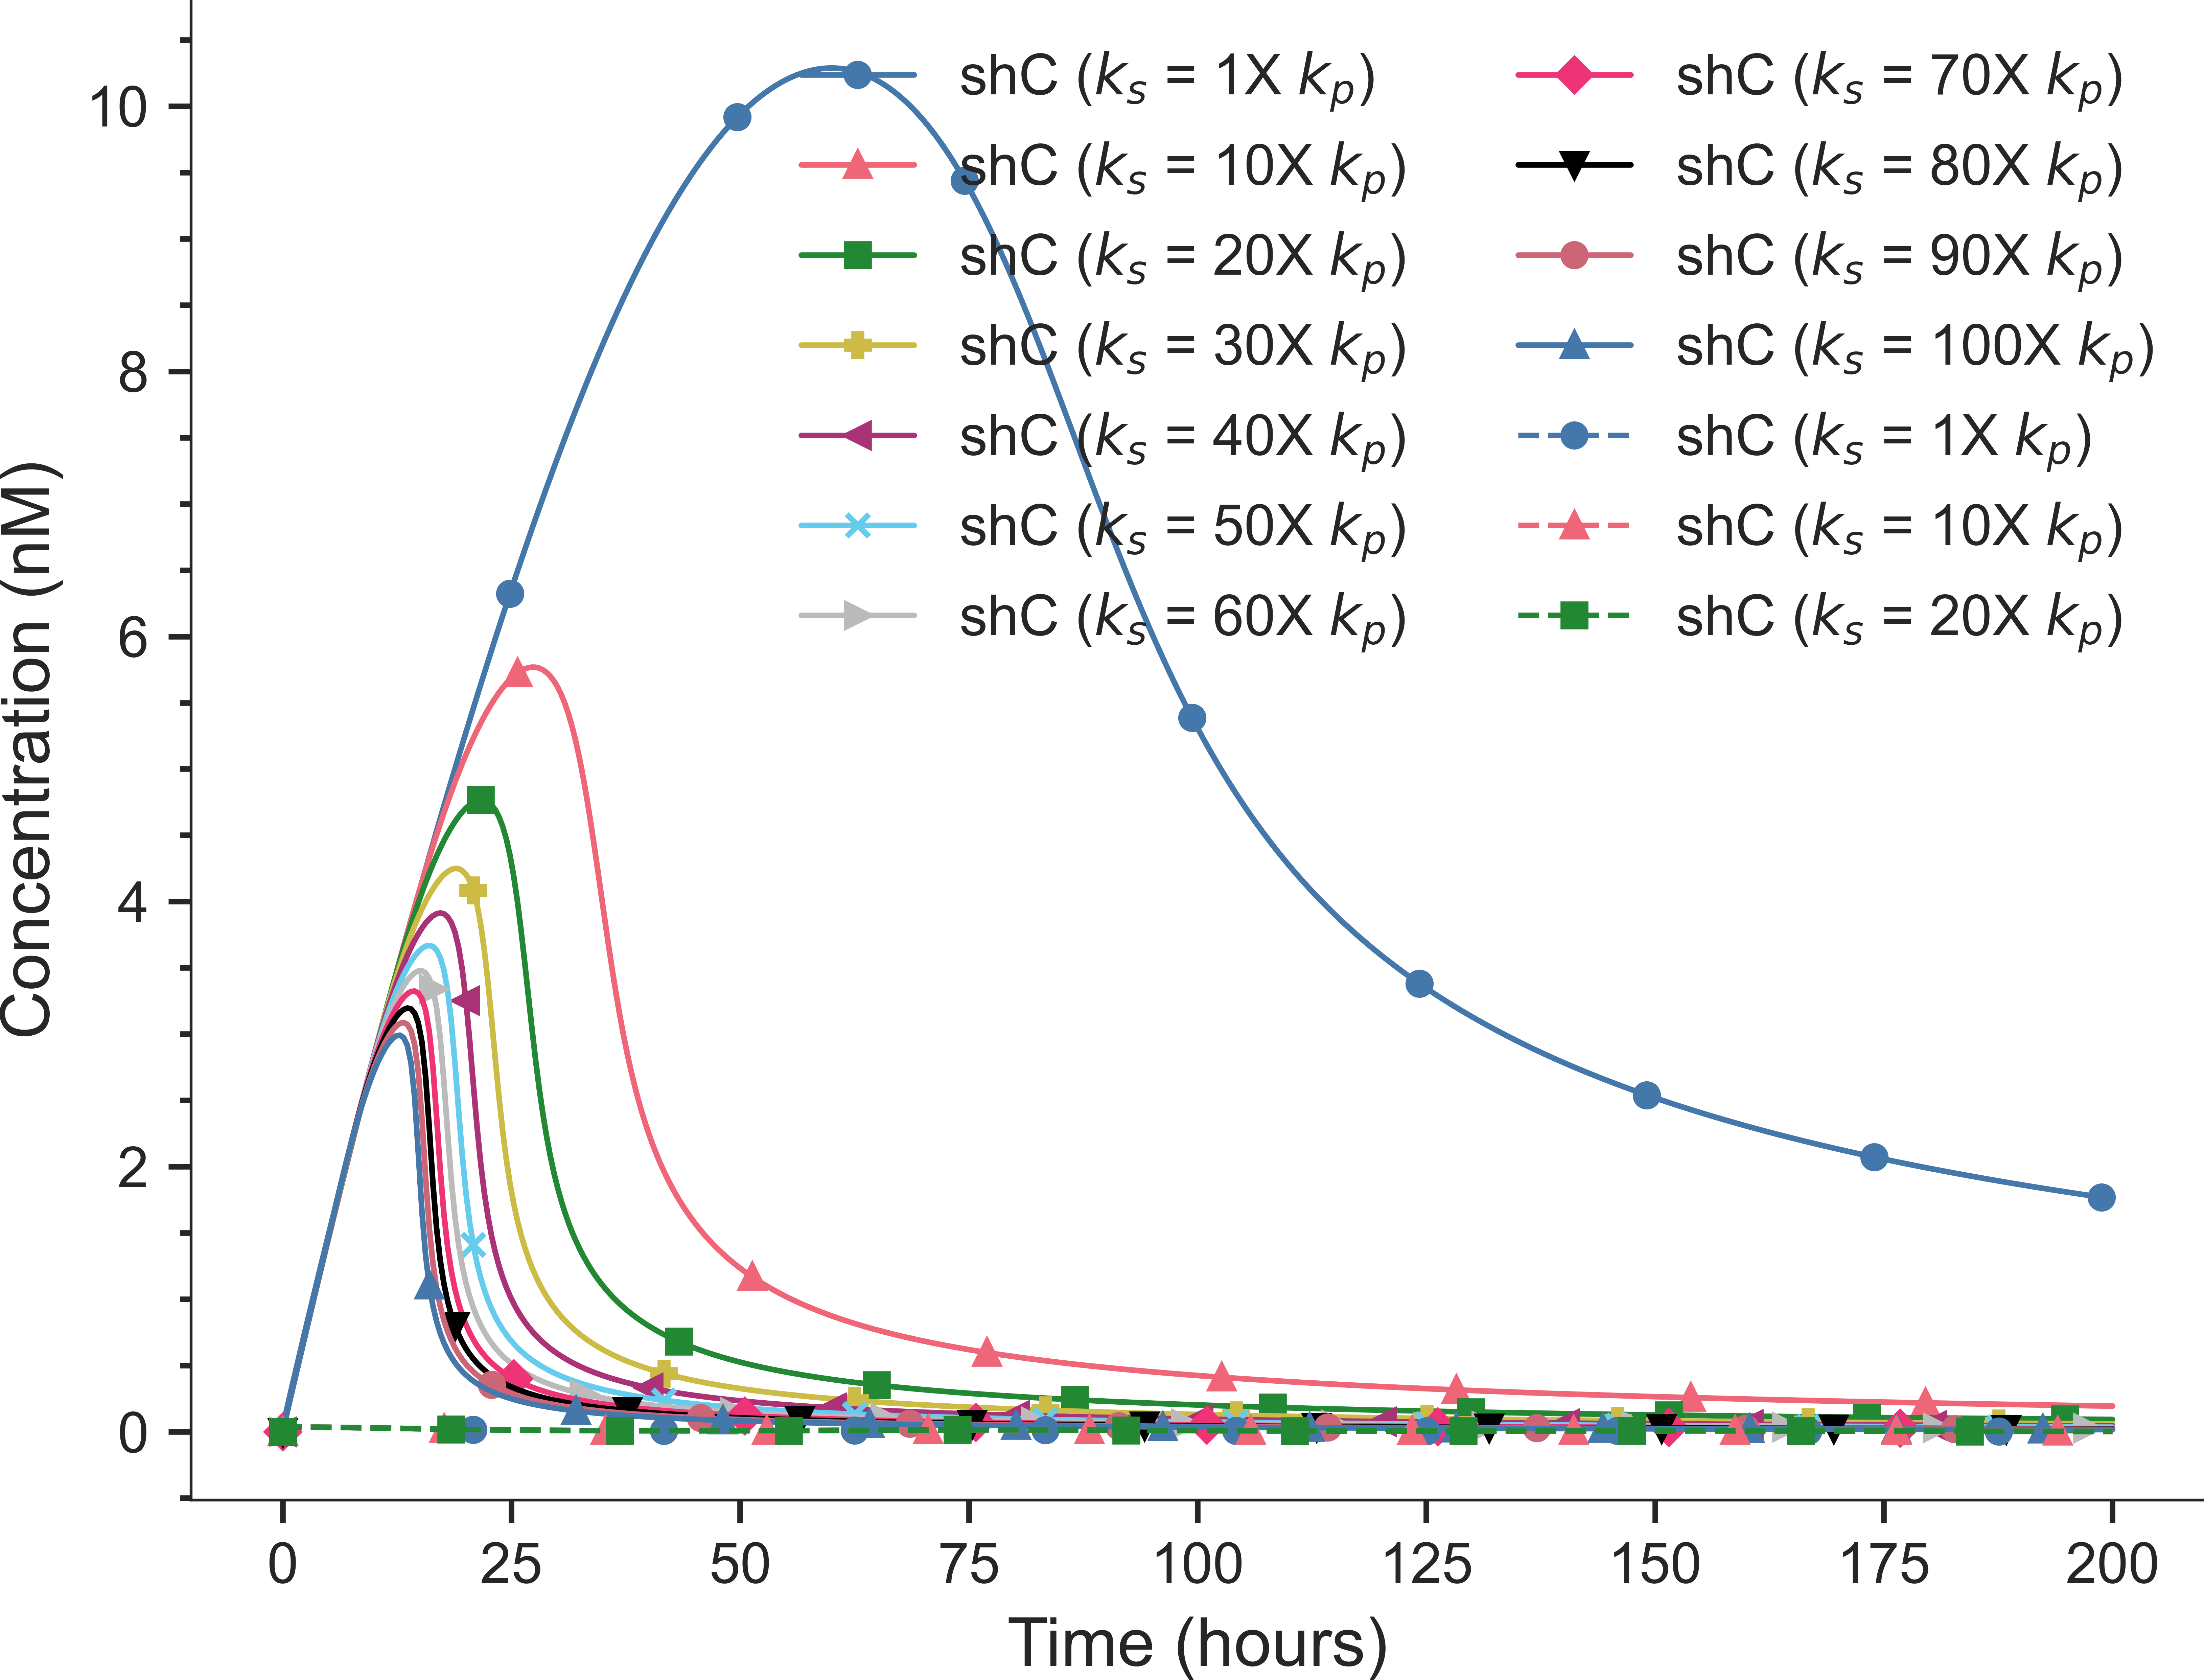 Concentration (nM)
10
8
6
4
2
0
shC (kₛ = 1X kₚ)
shC (kₛ = 10X kₚ)
shC (kₛ = 20X kₚ)
shC (kₛ = 30X kₚ)
shC (kₛ = 40X kₚ)
shC (kₛ = 50X kₚ)
shC (kₛ = 60X kₚ)
shC (kₛ = 70X kₚ)
shC (kₛ = 80X kₚ)
shC (kₛ = 90X kₚ)
shC (kₛ = 100X kₚ)
shC (kₛ = 1X kₚ)
shC (kₛ = 10X kₚ)
shC (kₛ = 20X kₚ)
0 25 50 75 100 125 150 175 200
Time (hours)